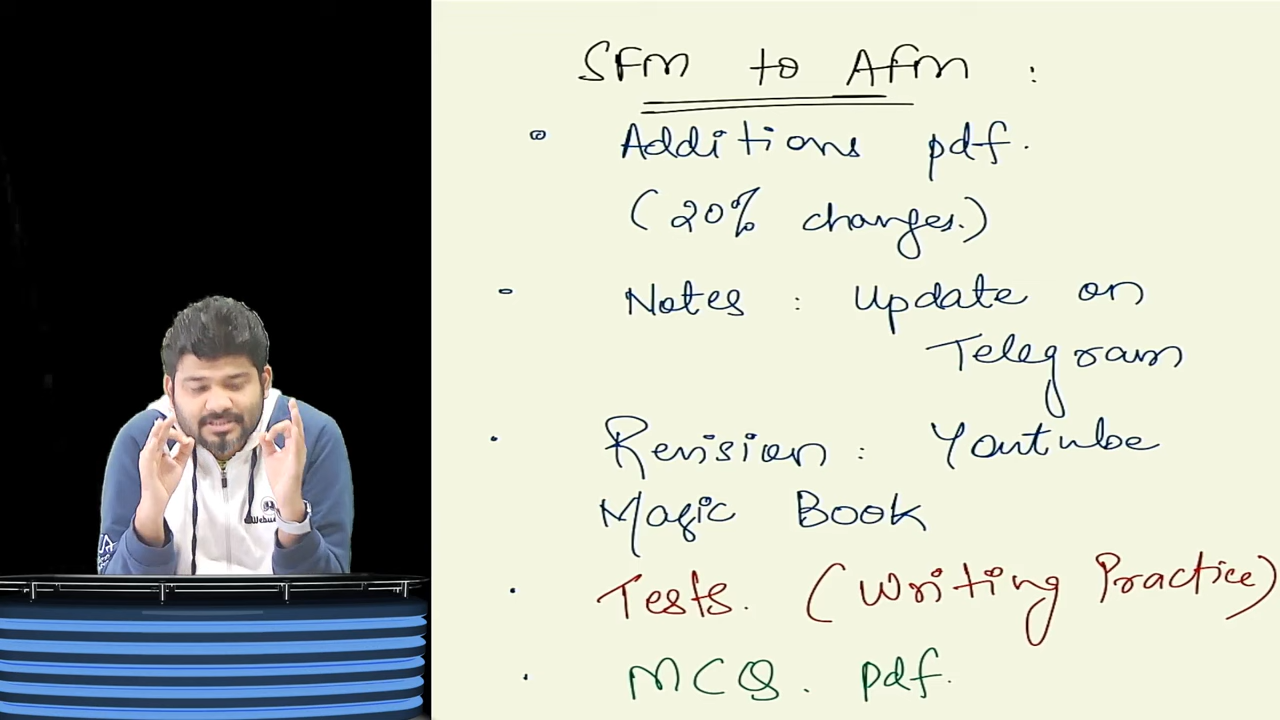 SFM to AFM :
Additions pdf.
(20% changes.)
Notes : Update on
Telegram
Revision : Youtube
Magic Book
Tests. (Writing Practice)
MCQ. pdf.